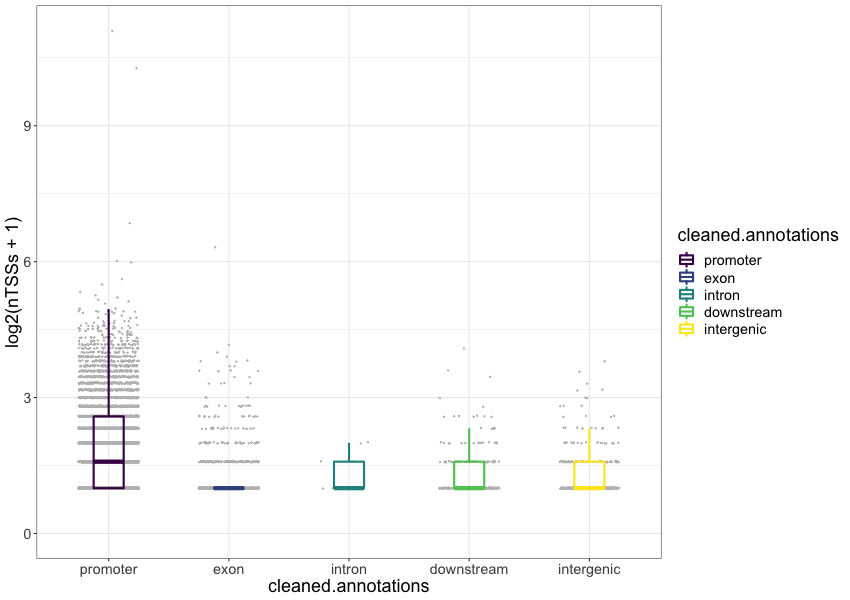 log2(nTSSs + 1)
9
6
3
0
promoter exon intron downstream intergenic
cleaned.annotations
cleaned.annotations
promoter
exon
intron
downstream
intergenic